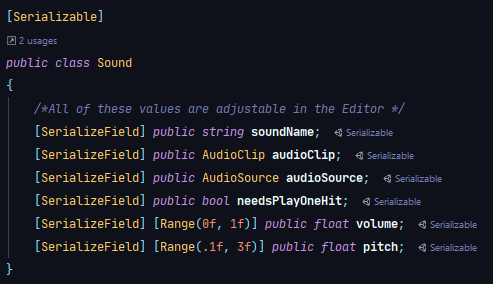 [Serializable]
2 usages
public class Sound
{
/*All of these values are adjustable in the Editor */
[SerializeField] public string soundName; Serializable
[SerializeField] public AudioClip audioClip; Serializable
[SerializeField] public AudioSource audioSource; Serializable
[SerializeField] public bool needsPlayOneHit; Serializable
[SerializeField] [Range(0f, 1f)] public float volume; Serializable
[SerializeField] [Range(.1f, 3f)] public float pitch; Serializable
}